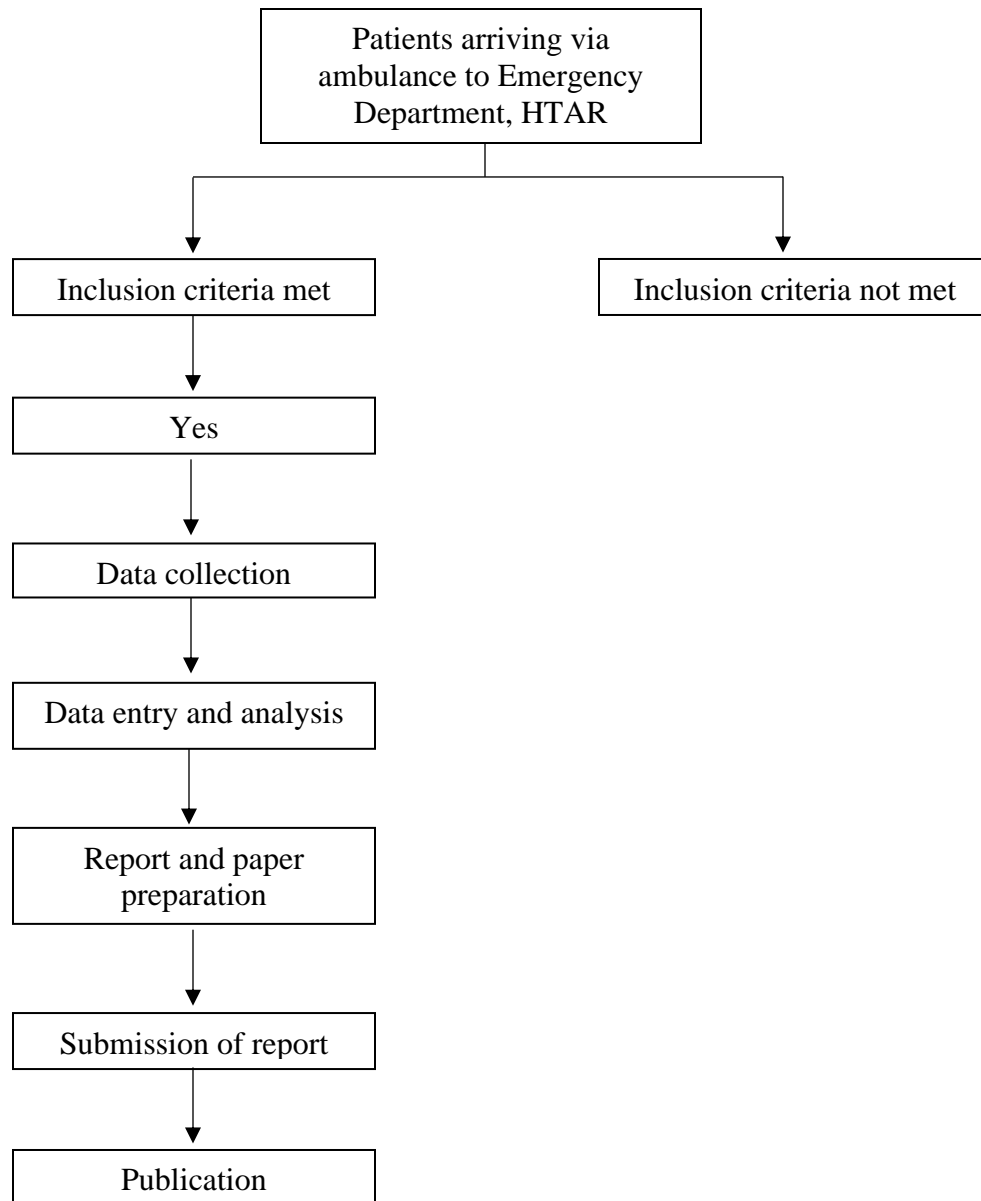 Patients arriving via
ambulance to Emergency
Department, HTAR
Inclusion criteria met
Inclusion criteria not met
Yes
Data collection
Data entry and analysis
Report and paper
preparation
Submission of report
Publication